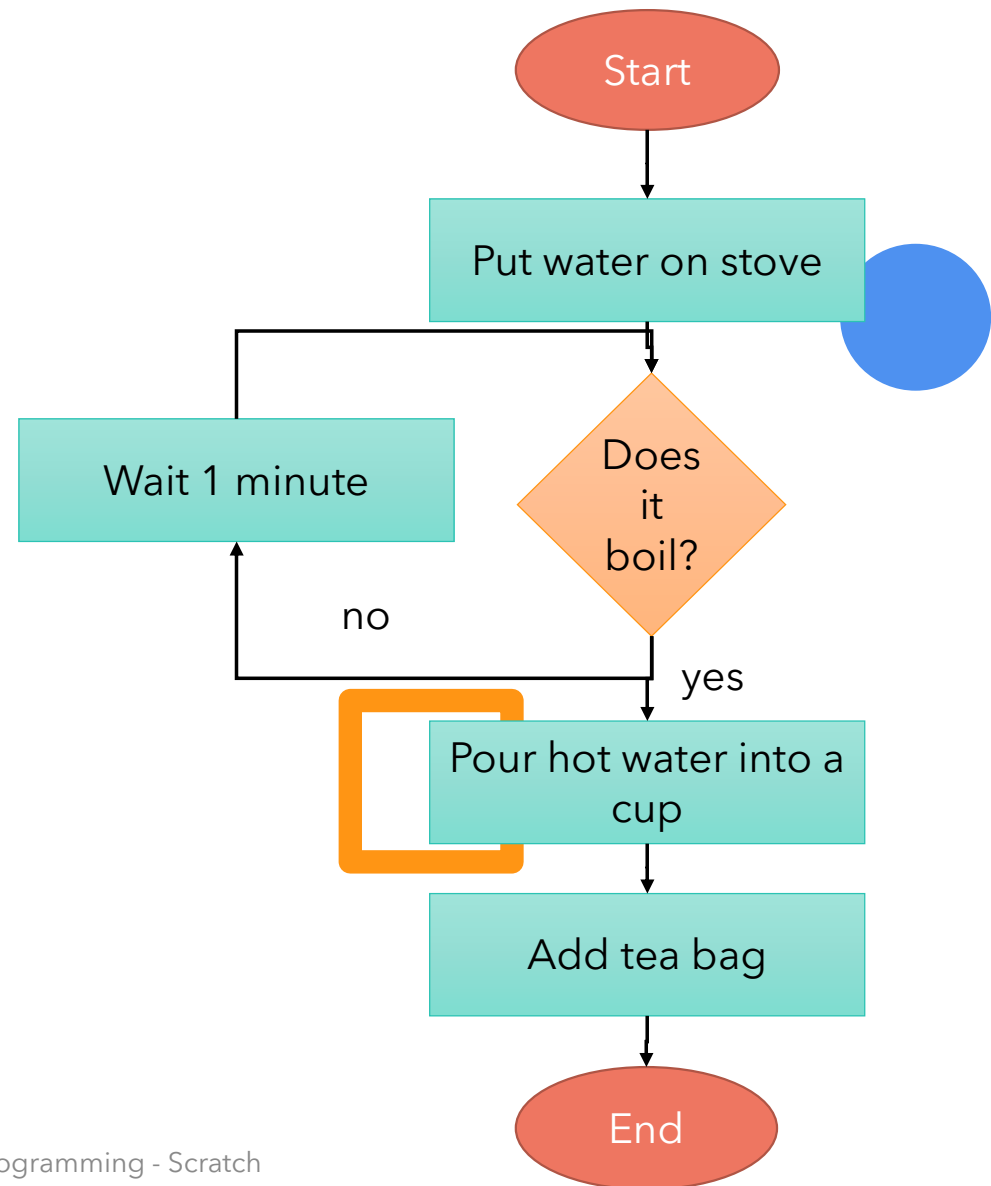 Start
Put water on stove
Does
it
boil?
Wait 1 minute
no
yes
Pour hot water into a
cup
Add tea bag
End
- Scratch